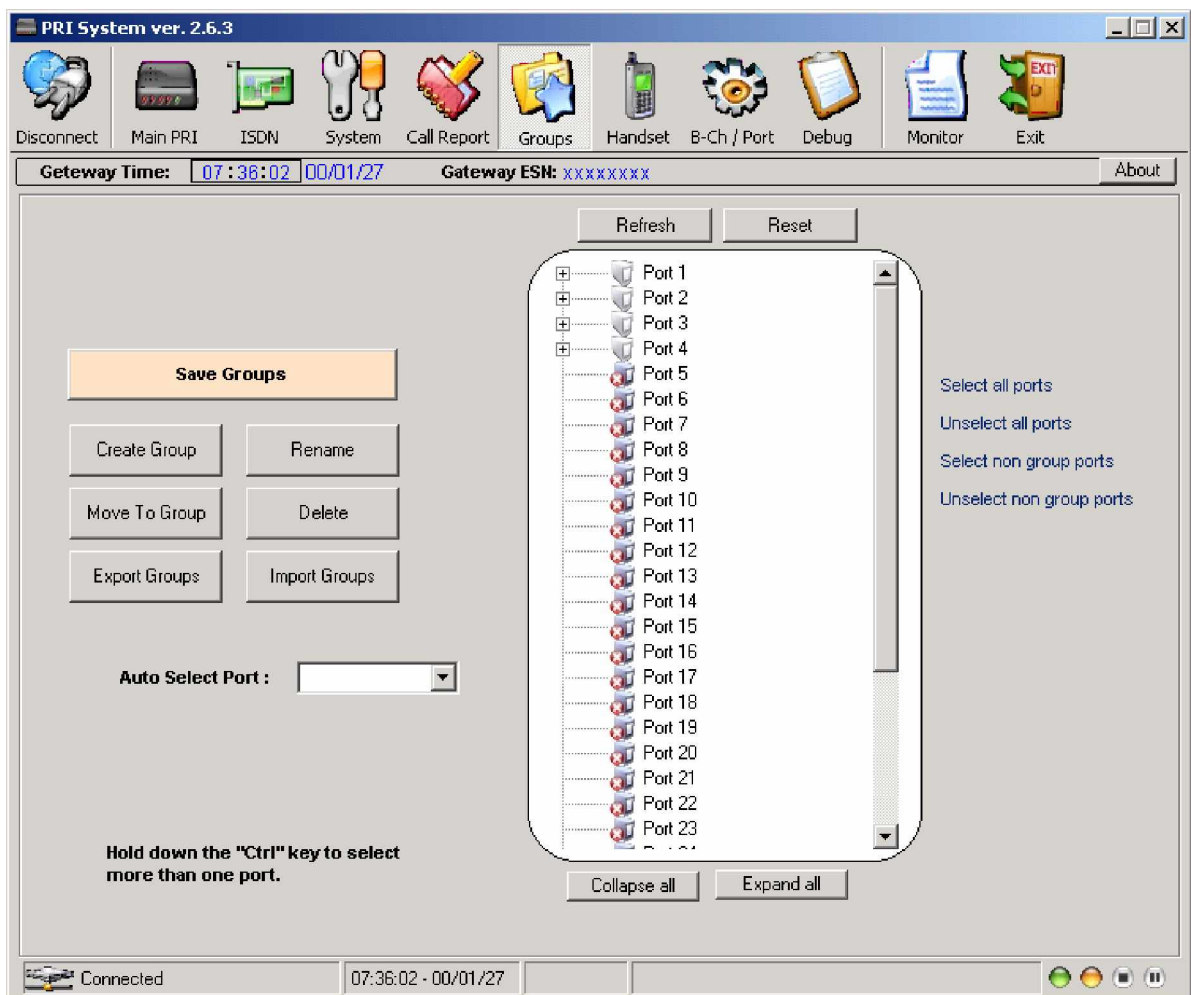 PRI System ver. 2.6.3
Disconnect Main PRI ISDN System Call Report Groups Handset B-Ch / Port Debug Monitor Exit
EXIT
Geteway Time: 07:36:02 00/01/27 Gateway ESN: xxxxxxxx About
Refresh Reset
Port 1
Port 2
Port 3
Port 4
Port 5
Port 6
Port 7
Port 8
Port 9
Port 10
Port 11
Port 12
Port 13
Port 14
Port 15
Port 16
Port 17
Port 18
Port 19
Port 20
Port 21
Port 22
Port 23
Save Groups
Create Group Rename
Move To Group Delete
Export Groups Import Groups
Auto Select Port :
Hold down the "Ctrl" key to select
more than one port.
Select all ports
Unselect all ports
Select non group ports
Unselect non group ports
Collapse all Expand all
Connected 07:36:02 - 00/01/27